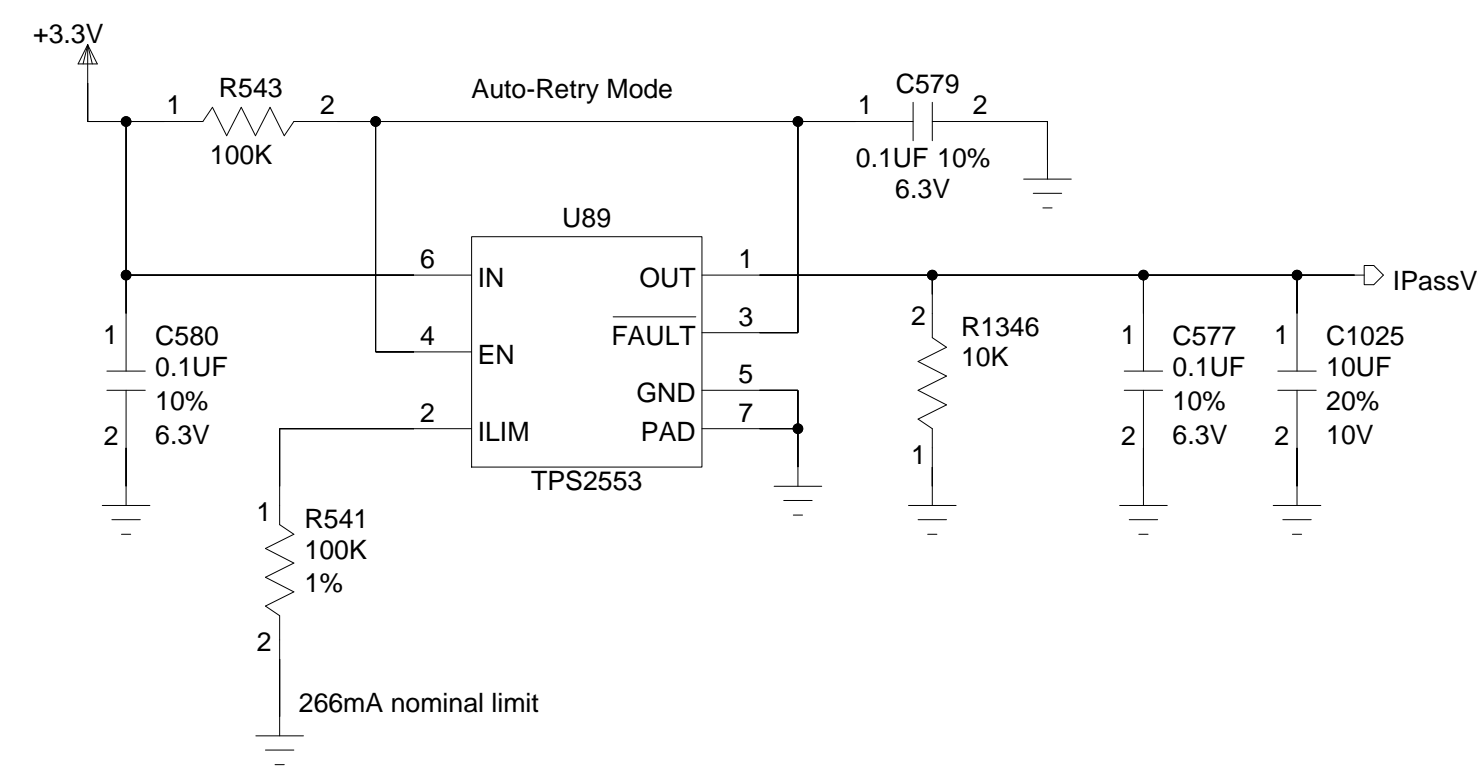 +3.3V
R543
1
2
100K
Auto-Retry Mode
C579
1
2
0.1UF 10%
6.3V
U89
6
IN
OUT
1
FAULT
3
4
EN
GND
5
PAD
7
2
ILIM
TPS2553
1
C580
0.1UF
10%
6.3V
2
1
R541
100K
1%
2
266mA nominal limit
2
R1346
10K
1
1
C577
0.1UF
10%
6.3V
2
1
C1025
10UF
20%
10V
2
IPassV